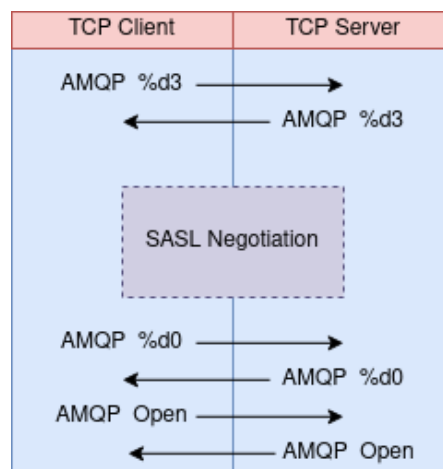 TCP Client TCP Server
AMQP %d3
AMQP %d3
SASL Negotiation
AMQP %d0
AMQP %d0
AMQP Open
AMQP Open